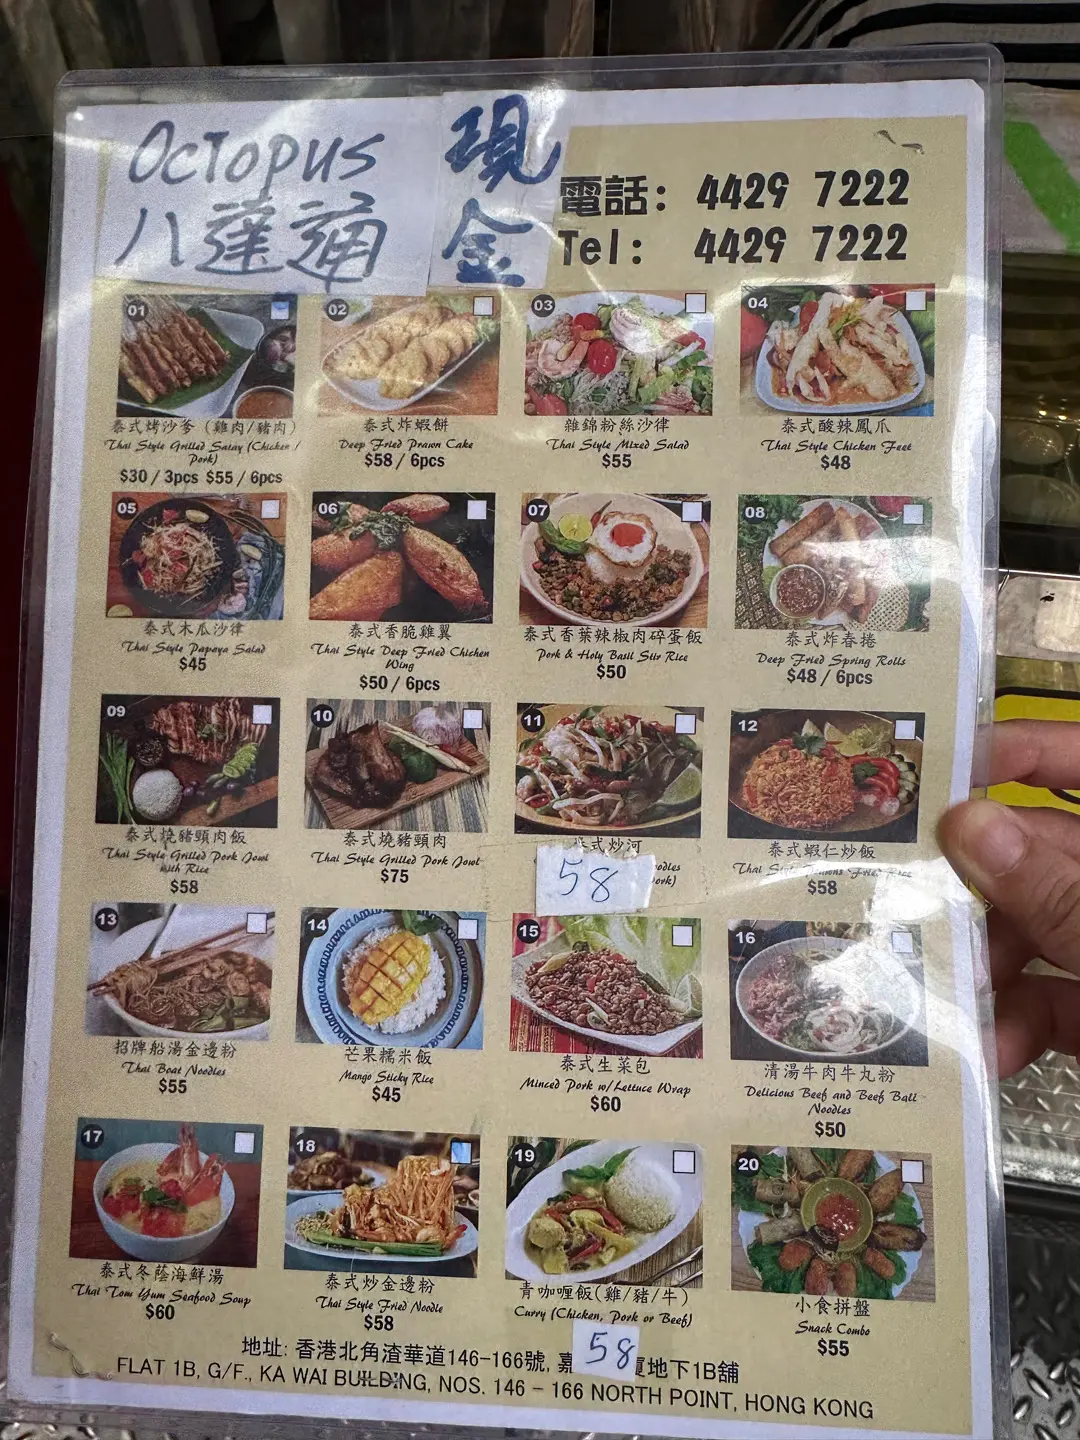 Octopus
八達通
現金
電話: 4429 7222
Tel: 4429 7222
01
泰式烤沙爹 (雞肉/豬肉)
Thai Style Grilled Satay (Chicken /
Pork)
$30 / 3pcs $55 / 6pcs
02
泰式炸蝦餅
Deep Fried Prawn Cake
$58 / 6pcs
03
雜錦粉絲沙律
Thai Style Mixed Salad
$55
04
泰式酸辣鳳爪
Thai Style Chicken Feet
$48
05
泰式木瓜沙律
Thai Style Papaya Salad
$45
06
泰式香脆雞翼
Thai Style Deep Fried Chicken
Wing
$50 / 6pcs
07
泰式香葉辣椒肉碎蛋飯
Pork & Holy Basil Stir Rice
$50
08
泰式炸春捲
Deep Fried Spring Rolls
$48 / 6pcs
09
泰式燒豬頸肉飯
Thai Style Grilled Pork Jowl
with Rice
$58
10
泰式燒豬頸肉
Thai Style Grilled Pork Jowl
$75
11
式炒河
58
12
泰式蝦仁炒飯
Thai Style Prawns Fried Rice
$58
13
招牌船湯金邊粉
Thai Boat Noodles
$55
14
芒果糯米飯
Mango Sticky Rice
$45
15
泰式生菜包
Minced Pork w/Lettuce Wrap
$60
16
清湯牛肉牛丸粉
Delicious Beef and Beef Ball
Noodles
$50
17
泰式冬蔭海鮮湯
Thai Tom Yum Seafood Soup
$60
18
泰式炒金邊粉
Thai Style Fried Noodle
$58
19
青咖喱飯(雞/豬/牛)
Curry (Chicken, Pork or Beef)
58
20
小食拼盤
Snack Combo
$55
地址: 香港北角渣華道146-166號, 嘉 地下1B舖
FLAT 1B, G/F., KA WAI BUILDING, NOS. 146 - 166 NORTH POINT, HONG KONG